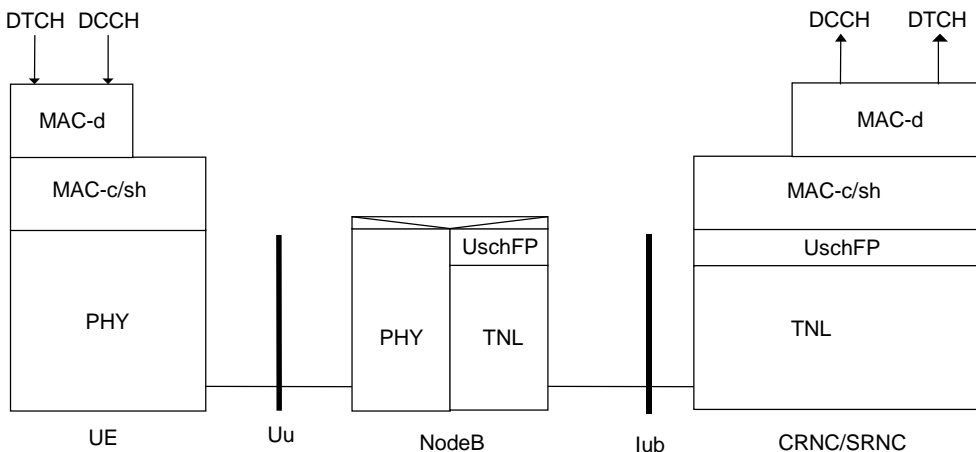 DTCH DCCH
DCCH DTCH
MAC-d
MAC-d
MAC-c/sh
MAC-c/sh
UschFP
UschFP
PHY
PHY
TNL
TNL
UE
Uu
NodeB
Iub
CRNC/SRNC